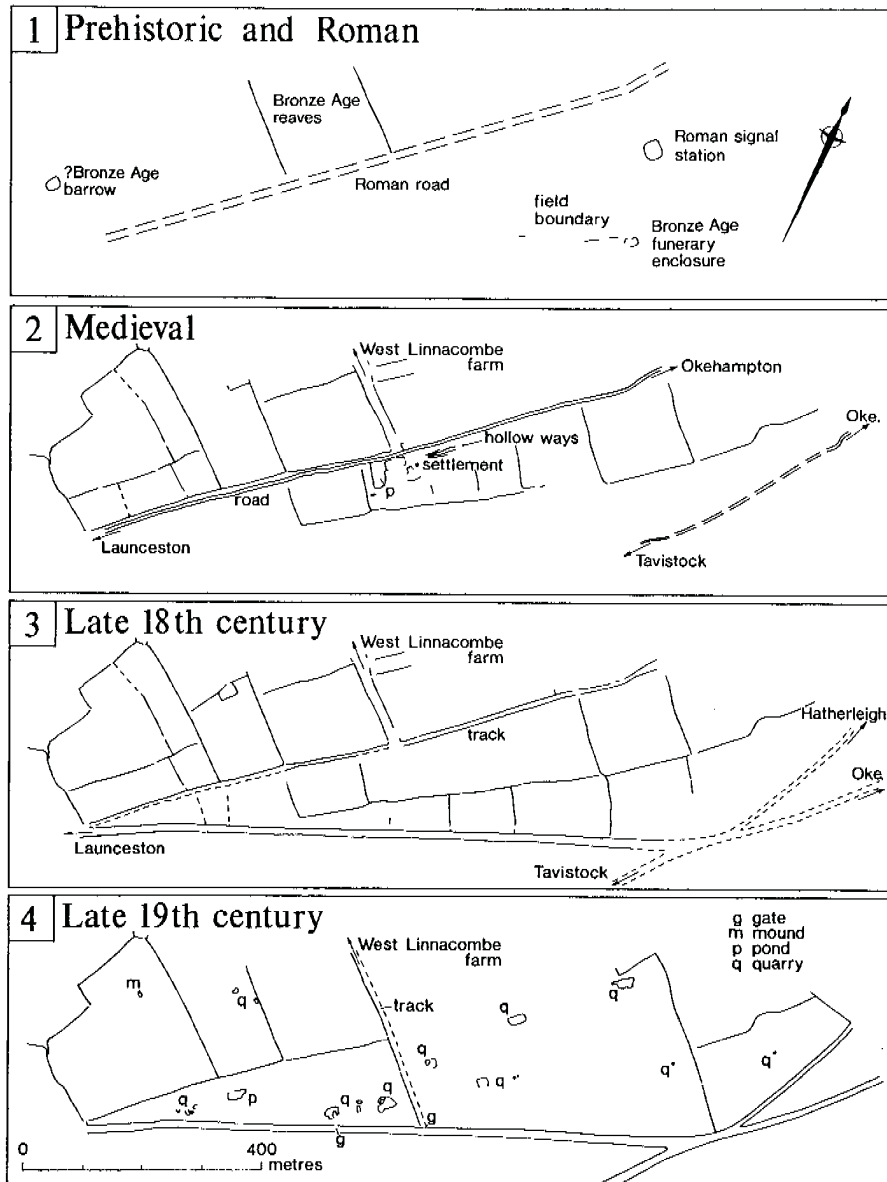 1 Prehistoric and Roman
Bronze Age
reaves
Roman signal
station
?Bronze Age
barrow
Roman road
field
boundary
Bronze Age
funerary
enclosure
2 Medieval
West Linnacombe
farm
Okehampton
Oke.
hollow ways
settlement
p
road
Launceston
Tavistock
3 Late 18th century
West Linnacombe
farm
Hatherleigh
track
Oke
Launceston
Tavistock
4 Late 19th century
g gate
m mound
p pond
q quarry
West Linnacombe
farm
m
q
track
q
q
q
q
q
q
q
p
q
q
q
g
g
0 400
metres